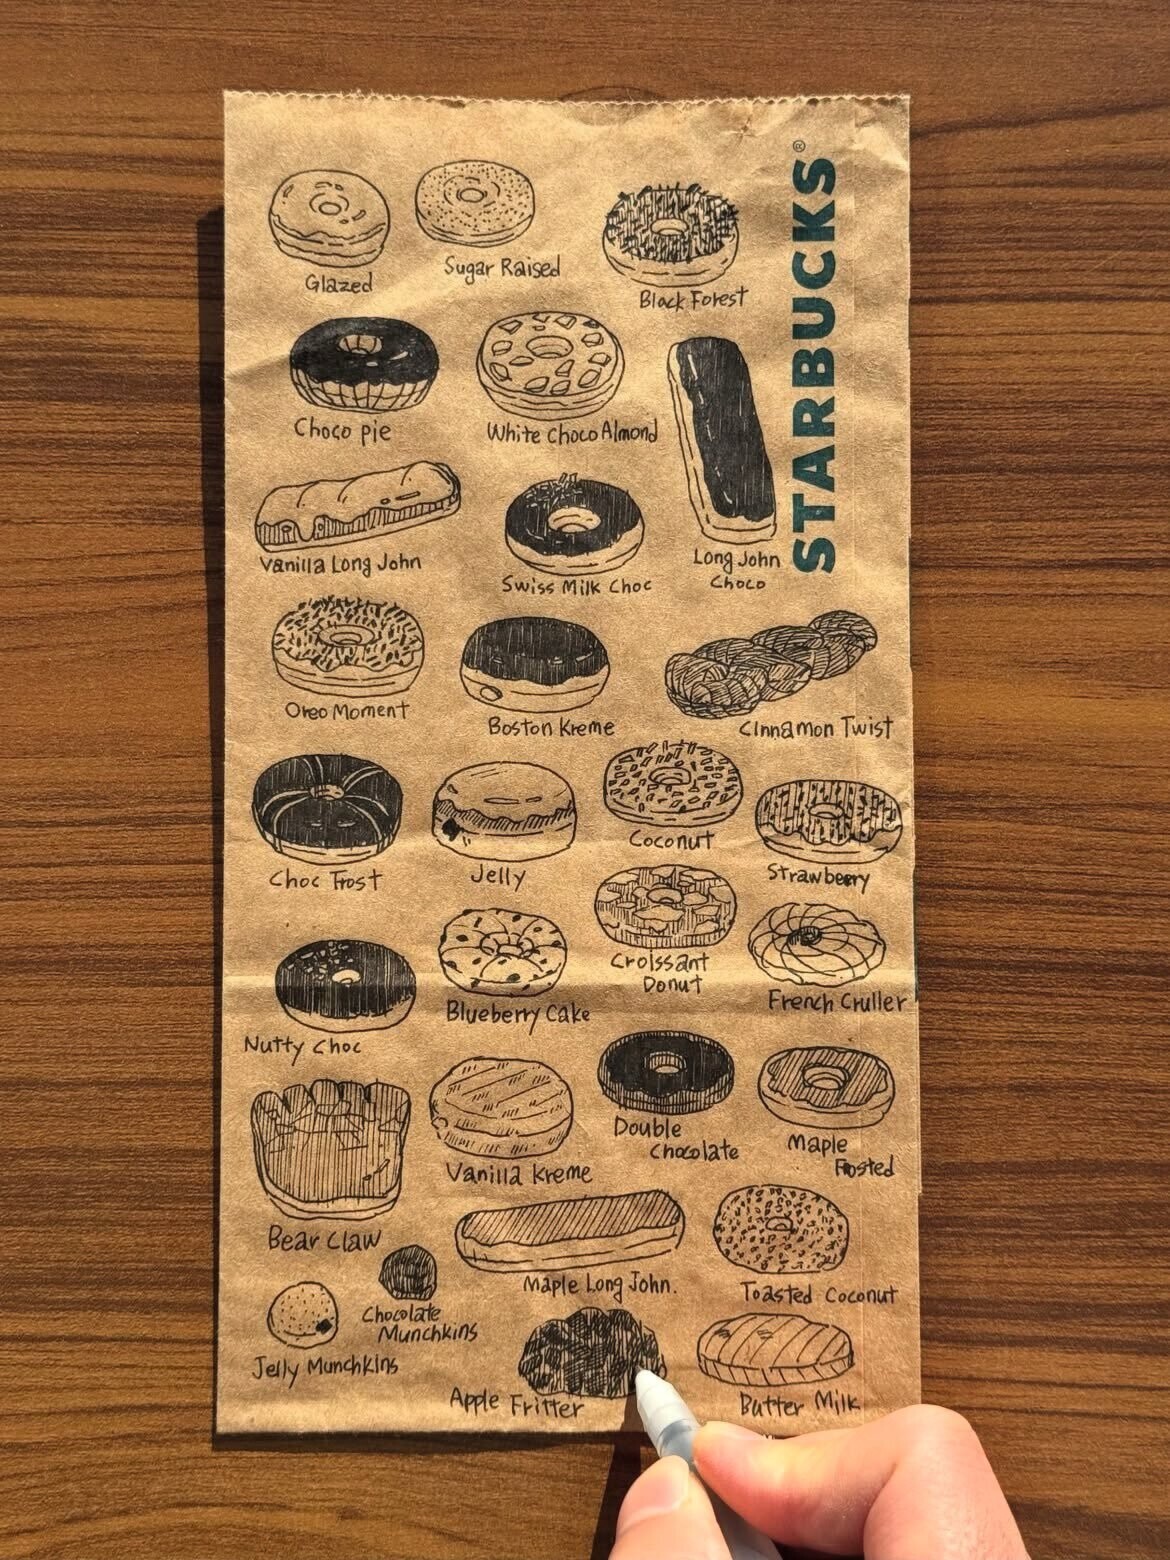 STARBUCKS®
Glazed
Sugar Raised
Black Forest
Choco pie
White Choco Almond
Long John
Choco
Vanilla Long John
Swiss Milk Choc
Oreo Moment
Boston Kreme
Cinnamon Twist
Choc Frost
Jelly
Coconut
Strawberry
Croissant
Donut
French Cruller
Nutty Choc
Blueberry Cake
Double
Chocolate
Maple
Frosted
Bear Claw
Vanilla Kreme
Maple Long John.
Toasted Coconut
Chocolate
Munchkins
Jelly Munchkins
Apple Fritter
Butter Milk